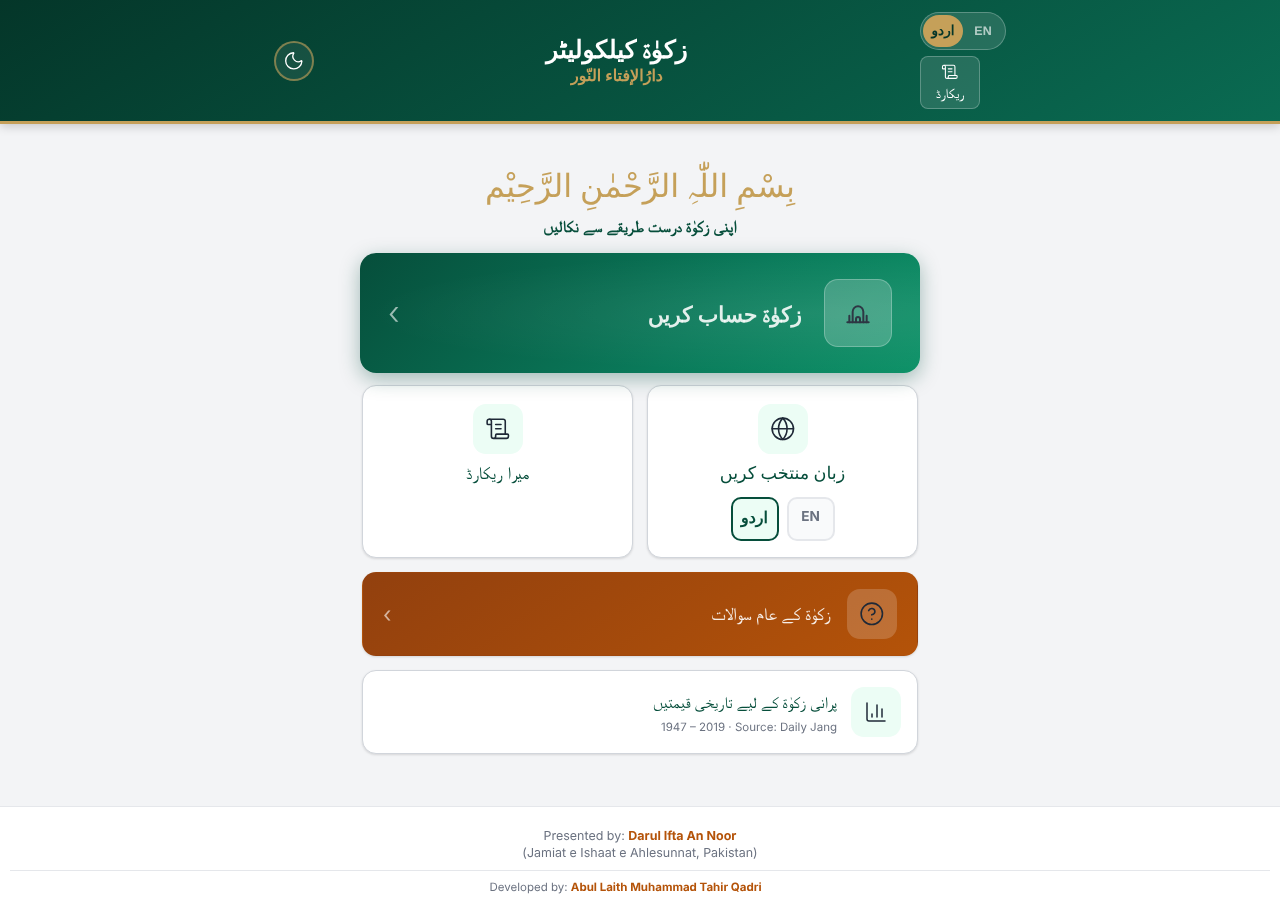 اردو
EN
ریکارڈ
زکوٰۃ کیلکولیٹر
دارُالإفتاء النّور
بِسْمِ اللّٰہِ الرَّحْمٰنِ الرَّحِیْم
اپنی زکوٰۃ درست طریقے سے نکالیں
زکوٰۃ حساب کریں
زبان منتخب کریں
EN
اردو
میرا ریکارڈ
زکوٰۃ کے عام سوالات
پرانی زکوٰۃ کے لیے تاریخی قیمتیں
1947 – 2019 · Source: Daily Jang
Presented by: Darul Ifta An Noor
(Jamiat e Ishaat e Ahlesunnat, Pakistan)
Developed by: Abul Laith Muhammad Tahir Qadri